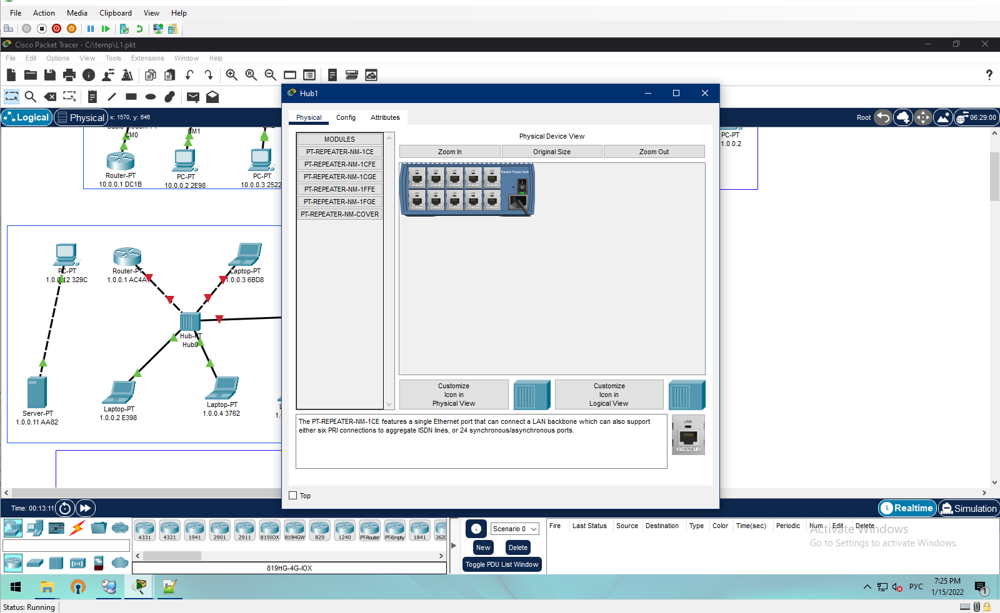 File Action Media Clipboard View Help
Cisco Packet Tracer - C:\temp\L1.pkt
File Edit Options View Tools Extensions Window Help
Hub1
Logical Physical x: 1570, y: 646
Root 06:29:00
Physical Config Attributes
MODULES
PT-REPEATER-NM-1CE
PT-REPEATER-NM-1CFE
PT-REPEATER-NM-1CGE
PT-REPEATER-NM-1FFE
PT-REPEATER-NM-1FGE
PT-REPEATER-NM-COVER
Physical Device View
Zoom In Original Size Zoom Out
Packet Tracer Hub
Customize
Icon in
Physical View
Customize
Icon in
Logical View
The PT-REPEATER-NM-1CE features a single Ethernet port that can connect a LAN backbone which can also support
either six PRI connections to aggregate ISDN lines, or 24 synchronous/asynchronous ports.
LINK
ETHERNET 0
Top
CM0
CM1
Router-PT
10.0.0.1 DC1B
PC-PT
10.0.0.2 2E98
PC-PT
10.0.0.3 2522
PC-PT
1.0.0.2
PC-PT
1.0.0.12 329C
Router-PT
1.0.0.1 AC4A
Laptop-PT
1.0.0.3 6BD8
Hub-PT
Hub0
Server-PT
1.0.0.11 AA82
Laptop-PT
1.0.0.2 E398
Laptop-PT
1.0.0.4 3762
Time: 00:13:11
Realtime Simulation
4331 4321 1941 2901 2911 819IOX 819HGW 829 1240 PT-Router PT-Empty 1841 2620
819HG-4G-IOX
Scenario 0
New Delete
Toggle PDU List Window
Fire Last Status Source Destination Type Color Time(sec) Periodic Num Edit Delete
Activate Windows
Go to Settings to activate Windows.
РУС
7:25 PM
1/15/2022
1
Status: Running